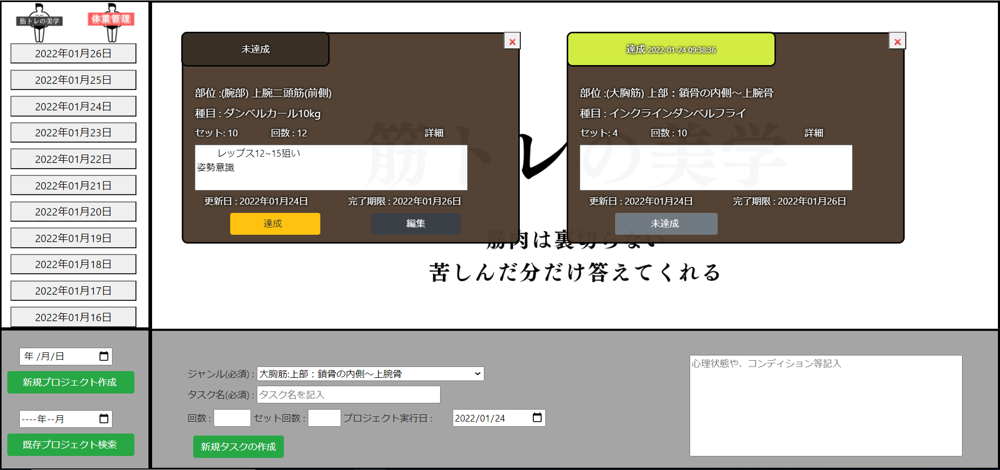 筋トレの美学
体重管理
2022年01月26日
2022年01月25日
2022年01月24日
2022年01月23日
2022年01月22日
2022年01月21日
2022年01月20日
2022年01月19日
2022年01月18日
2022年01月17日
2022年01月16日
年 /月/日
新規プロジェクト作成
----年--月
既存プロジェクト検索
筋トレの美学
筋肉は裏切らない
苦しんだ分だけ答えてくれる
未達成
×
部位 :(腕部) 上腕二頭筋(前側)
種目 : ダンベルカール10kg
セット: 10 回数 : 12 詳細
レップス12~15狙い
姿勢意識
更新日 : 2022年01月24日 完了期限 : 2022年01月26日
達成 編集
達成 2022-01-24 09:38:36
×
部位 :(大胸筋) 上部：鎖骨の内側～上腕骨
種目 : インクラインダンベルフライ
セット: 4 回数 : 10 詳細
更新日 : 2022年01月24日 完了期限 : 2022年01月26日
未達成
ジャンル(必須) : 大胸筋:上部：鎖骨の内側～上腕骨
タスク名(必須) : タスク名を記入
回数 : セット回数 : プロジェクト実行日 : 2022/01/24
新規タスクの作成
心理状態や、コンディション等記入